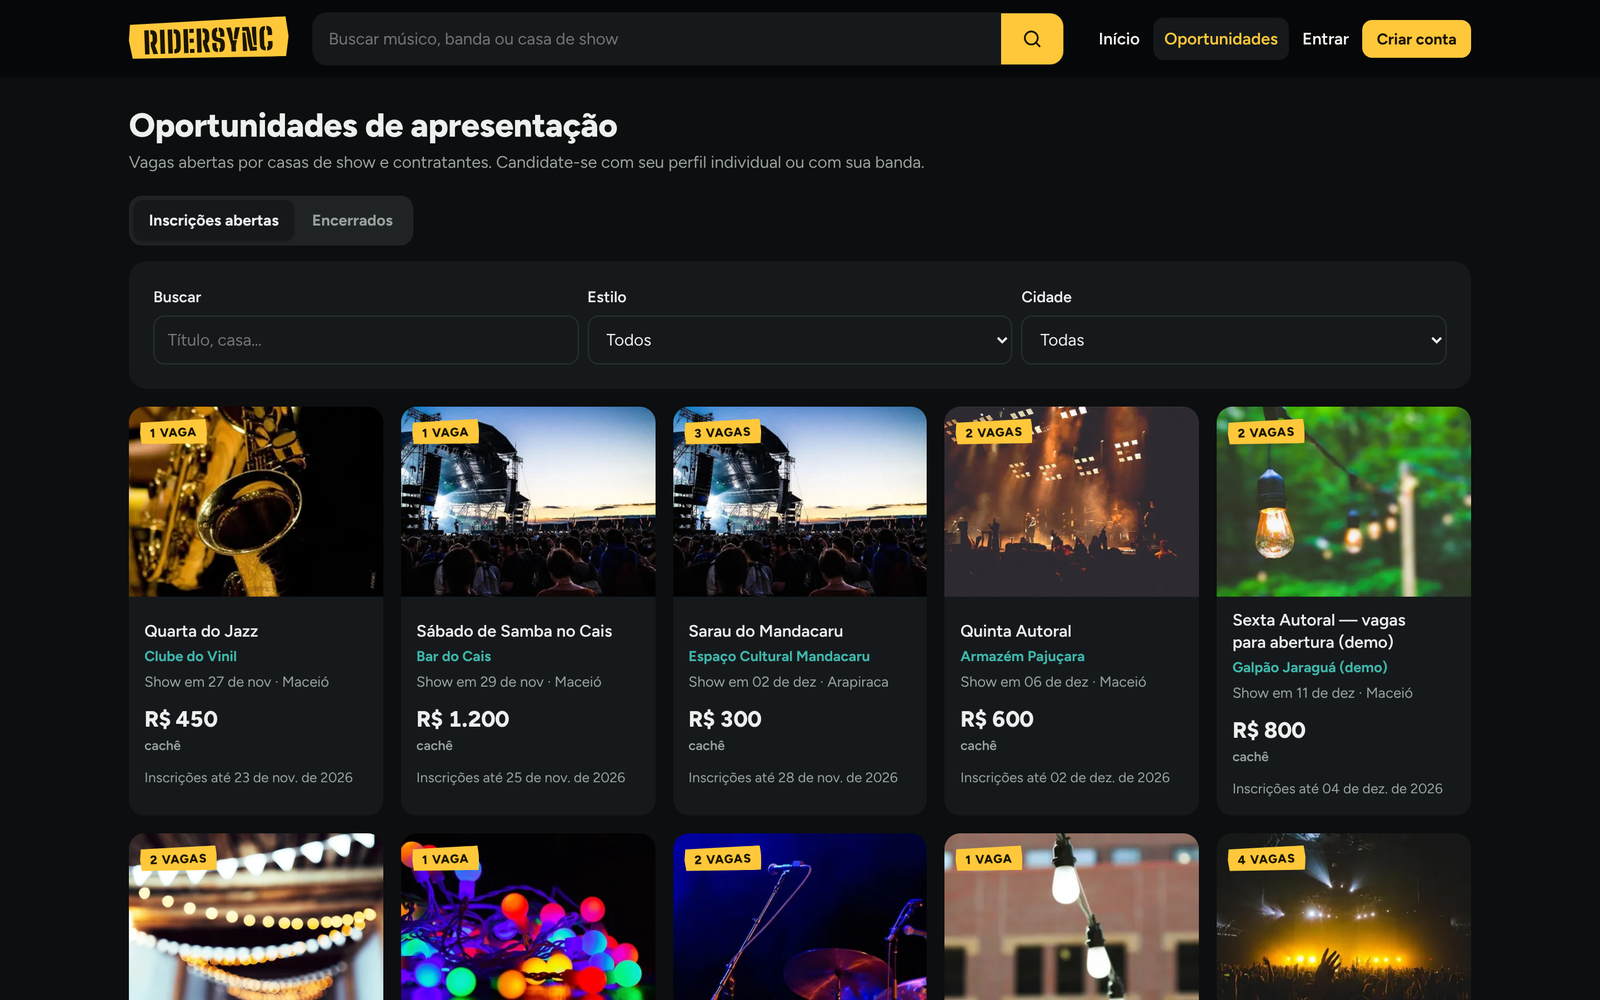 RIDERSYNC
Buscar músico, banda ou casa de show
Início
Oportunidades
Entrar
Criar conta
Oportunidades de apresentação
Vagas abertas por casas de show e contratantes. Candidate-se com seu perfil individual ou com sua banda.
Inscrições abertas
Encerrados
Buscar
Título, casa...
Estilo
Todos
Cidade
Todas
1 VAGA
Quarta do Jazz
Clube do Vinil
Show em 27 de nov · Maceió
R$ 450
cachê
Inscrições até 23 de nov. de 2026
1 VAGA
Sábado de Samba no Cais
Bar do Cais
Show em 29 de nov · Maceió
R$ 1.200
cachê
Inscrições até 25 de nov. de 2026
3 VAGAS
Sarau do Mandacaru
Espaço Cultural Mandacaru
Show em 02 de dez · Arapiraca
R$ 300
cachê
Inscrições até 28 de nov. de 2026
2 VAGAS
Quinta Autoral
Armazém Pajuçara
Show em 06 de dez · Maceió
R$ 600
cachê
Inscrições até 02 de dez. de 2026
2 VAGAS
Sexta Autoral — vagas
para abertura (demo)
Galpão Jaraguá (demo)
Show em 11 de dez · Maceió
R$ 800
cachê
Inscrições até 04 de dez. de 2026
2 VAGAS
1 VAGA
2 VAGAS
1 VAGA
4 VAGAS